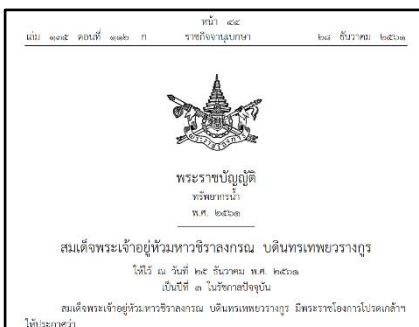 หน้า ๔๔
เล่ม ๑๓๕ ตอนที่ ๑๑๒ ก ราชกิจจานุเบกษา ๒๘ ธันวาคม ๒๕๖๑
พระราชบัญญัติ
ทรัพยากรน้ำ
พ.ศ. ๒๕๖๑
สมเด็จพระเจ้าอยู่หัวมหาวชิราลงกรณ บดินทรเทพยวรางกูร
ให้ไว้ ณ วันที่ ๒๕ ธันวาคม พ.ศ. ๒๕๖๑
เป็นปีที่ ๓ ในรัชกาลปัจจุบัน
สมเด็จพระเจ้าอยู่หัวมหาวชิราลงกรณ บดินทรเทพยวรางกูร มีพระราชโองการโปรดเกล้าฯ
ให้ประกาศว่า